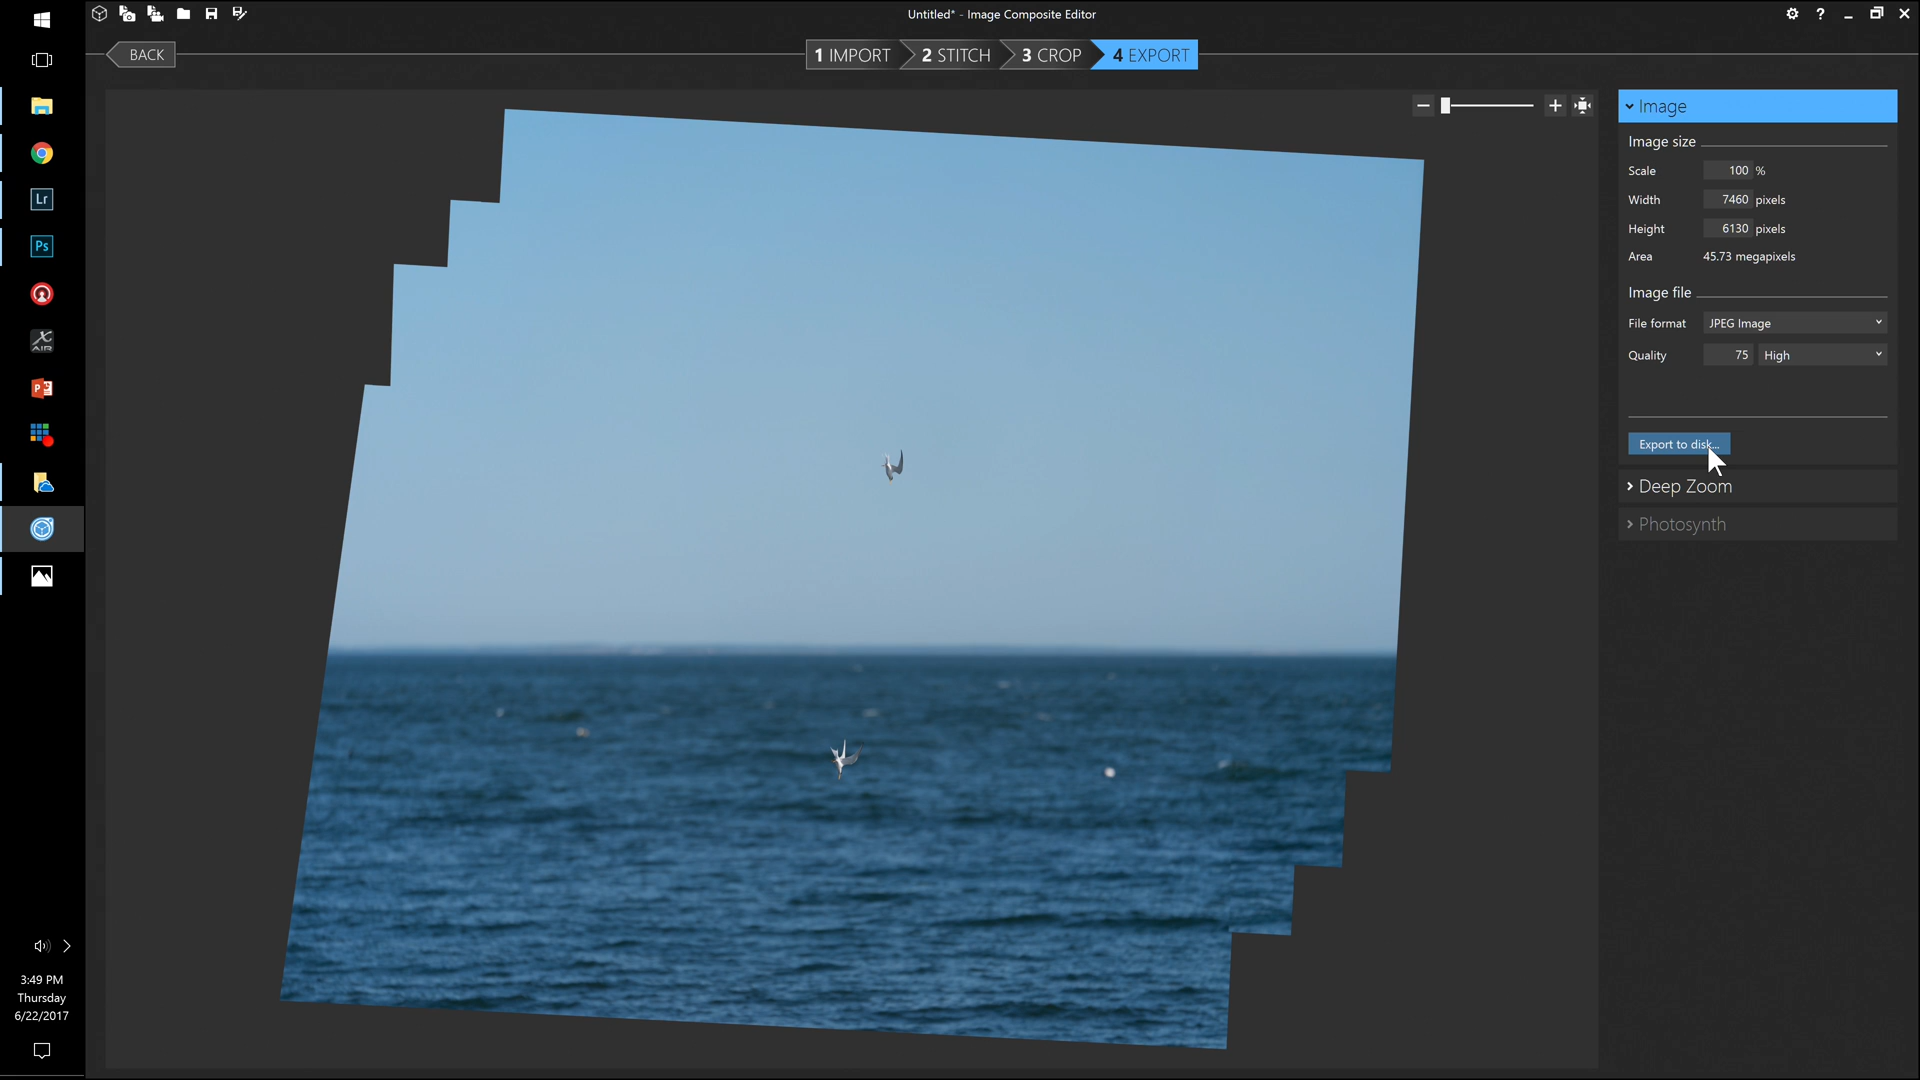 Untitled* - Image Composite Editor
?
BACK
1 IMPORT
2 STITCH
3 CROP
4 EXPORT
Image
Image size
Scale 100 %
Width 7460 pixels
Height 6130 pixels
Area 45.73 megapixels
Image file
File format JPEG Image
Quality 75 High
Export to disk...
Deep Zoom
Photosynth
Lr
Ps
AIR
P
3:49 PM
Thursday
6/22/2017